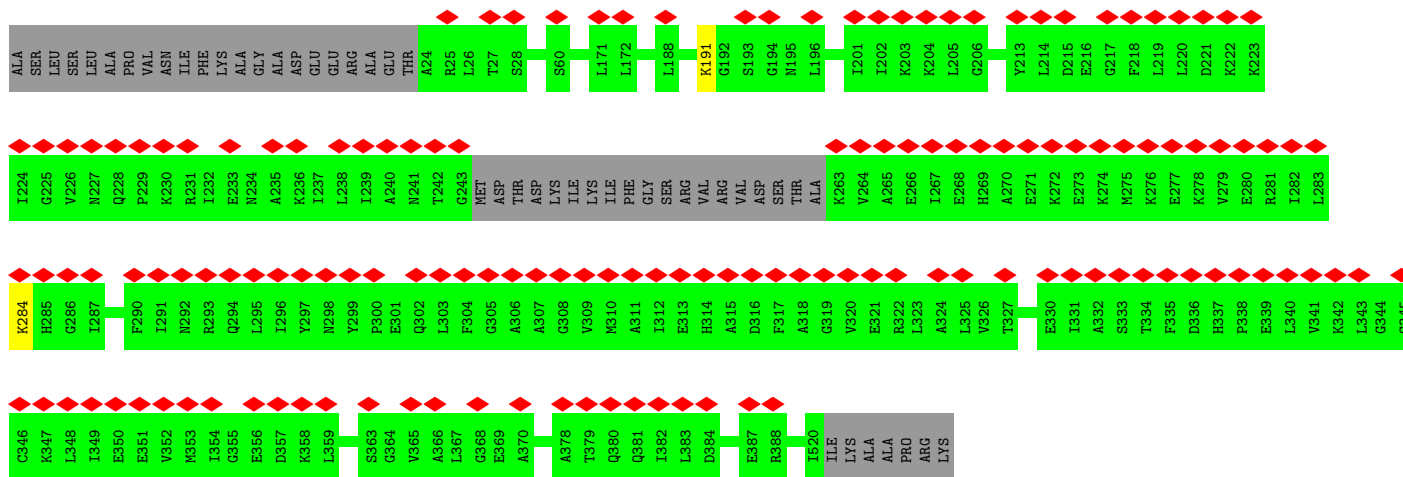 ALA SER LEU SER LEU ALA PRO VAL ASN ILE PHE LYS ALA GLY ALA ASP GLU GLU ARG ALA GLU THR A24 R25 L26 T27 S28 S60 L171 L172 L188 K191 G192 S193 G194 N195 L196 I201 I202 K203 K204 L205 G206 Y213 L214 D215 E216 G217 F218 L219 L220 D221 K222 K223
I224 G225 V226 N227 Q228 P229 K230 R231 I232 E233 N234 A235 K236 I237 L238 I239 A240 N241 T242 G243 MET ASP THR ASP LYS ILE LYS ILE PHE GLY SER ARG VAL ARG VAL ASP SER THR ALA K263 V264 A265 E266 I267 E268 H269 A270 E271 K272 E273 K274 M275 K276 E277 K278 V279 E280 R281 I282 L283
K284 H285 G286 I287 F290 I291 N292 R293 Q294 L295 I296 Y297 N298 Y299 P300 E301 Q302 L303 F304 G305 A306 A307 G308 V309 M310 A311 I312 E313 H314 A315 D316 F317 A318 G319 V320 E321 R322 L323 A324 L325 V326 T327 E330 I331 A332 S333 T334 F335 D336 H337 P338 E339 L340 V341 K342 L343 G344
C346 K347 L348 I349 E350 E351 V352 M353 I354 G355 E356 D357 K358 L359 S363 G364 V365 A366 L367 G368 E369 A370 A378 T379 Q380 Q381 I382 L383 D384 E387 R388 I520 ILE LYS ALA ALA PRO ARG LYS